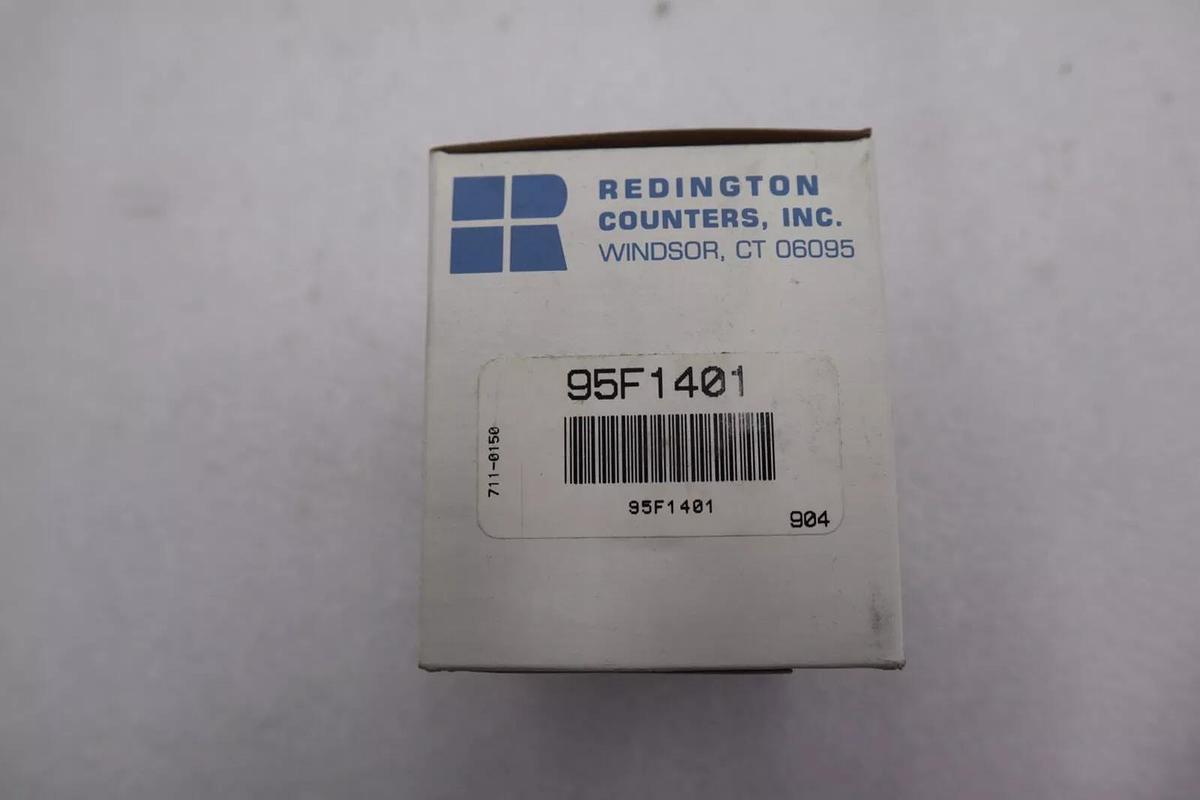 REDINGTON
COUNTERS, INC.
WINDSOR, CT 06095
95F1401
711-0150
95F1401
904